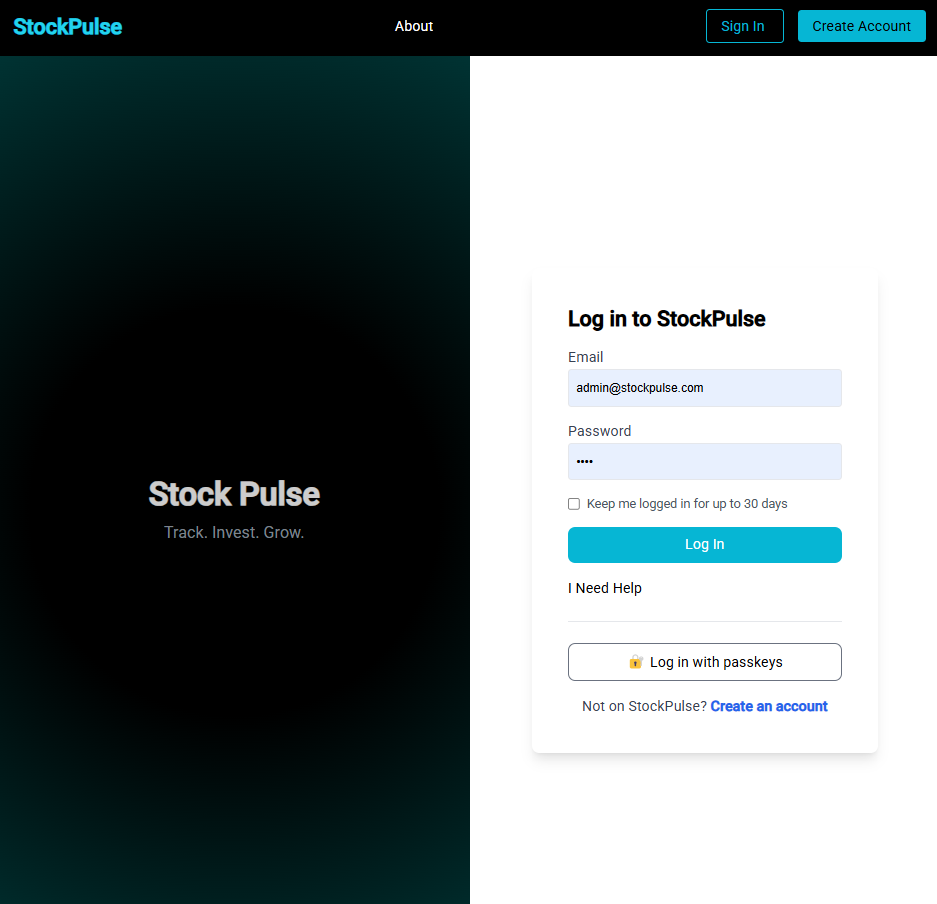 StockPulse
About
Sign In
Create Account
Stock Pulse
Track. Invest. Grow.
Log in to StockPulse
Email
admin@stockpulse.com
Password
••••
Keep me logged in for up to 30 days
Log In
I Need Help
🔐 Log in with passkeys
Not on StockPulse? Create an account